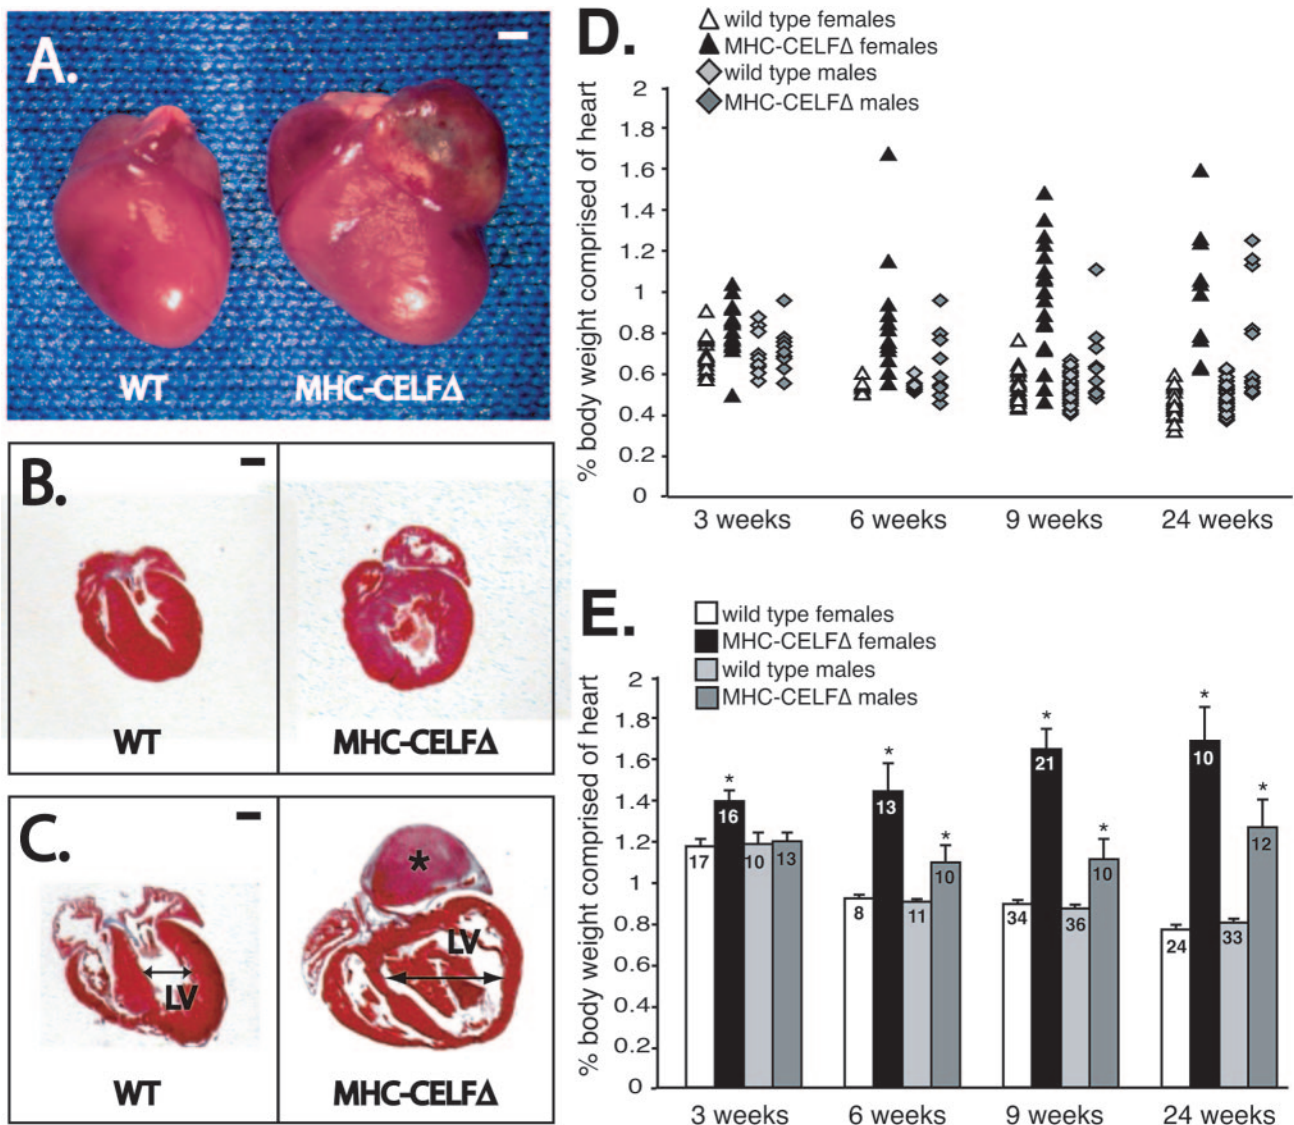 A.
WT MHC-CELFΔ
B.
WT MHC-CELFΔ
C.
*
LV LV
WT MHC-CELFΔ
D.
wild type females
MHC-CELFΔ females
wild type males
MHC-CELFΔ males
% body weight comprised of heart
2
1.8
1.6
1.4
1.2
1
0.8
0.6
0.4
0.2
0
3 weeks 6 weeks 9 weeks 24 weeks
E.
wild type females
MHC-CELFΔ females
wild type males
MHC-CELFΔ males
% body weight comprised of heart
2
1.8
1.6
1.4
1.2
1
0.8
0.6
0.4
0.2
0
* * * * * * *
17 16 10 13 8 13 11 10 34 21 36 10 24 10 33 12
3 weeks 6 weeks 9 weeks 24 weeks